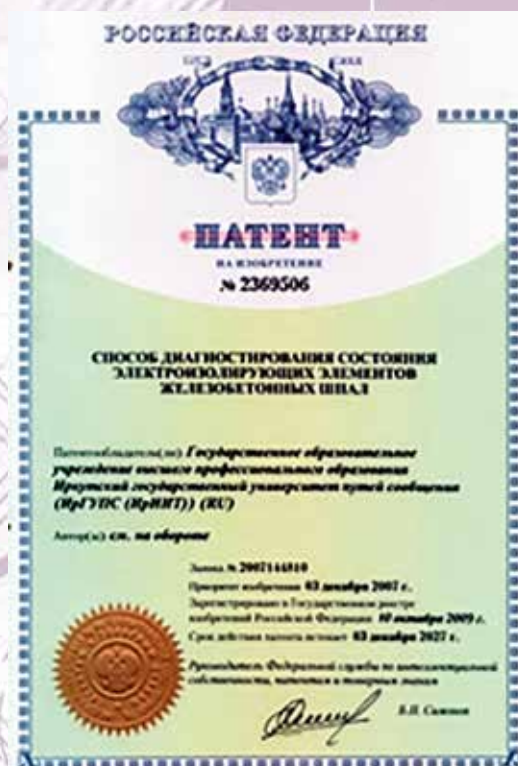 РОССИЙСКАЯ ФЕДЕРАЦИЯ
ПАТЕНТ
НА ИЗОБРЕТЕНИЕ
№ 2369506
СПОСОБ ДИАГНОСТИРОВАНИЯ СОСТОЯНИЯ
ЭЛЕКТРОИЗОЛИРУЮЩИХ ЭЛЕМЕНТОВ
ЖЕЛЕЗОБЕТОННЫХ ШПАЛ
Патентообладатель(ли): Государственное образовательное
учреждение высшего профессионального образования
Иркутский государственный университет путей сообщения
(ИрГУПС (ИрИИТ)) (RU)
Автор(ы): см. на обороте
Заявка № 2007144810
Приоритет изобретения 03 декабря 2007 г.
Зарегистрировано в Государственном реестре
изобретений Российской Федерации 10 октября 2009 г.
Срок действия патента истекает 03 декабря 2027 г.
Руководитель Федеральной службы по интеллектуальной
собственности, патентам и товарным знакам
Б.П. Симонов